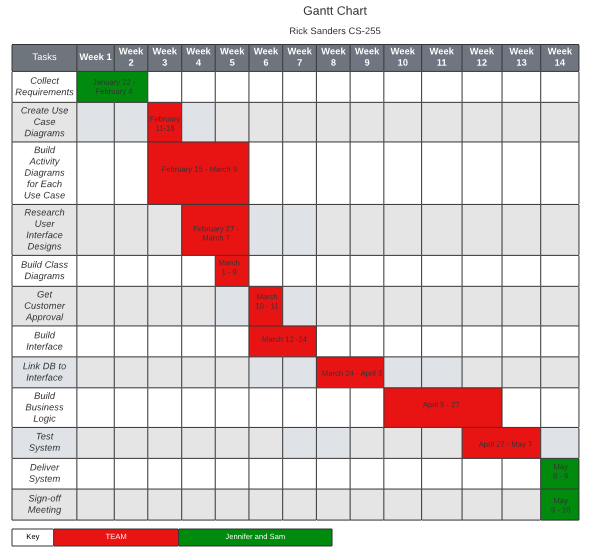 Gantt Chart
Rick Sanders CS-255
Tasks
Week 1
Week
2
Week
3
Week
4
Week
5
Week
6
Week
7
Week
8
Week
9
Week
10
Week
11
Week
12
Week
13
Week
14
Collect
Requirements
January 22 -
February 4
Create Use
Case
Diagrams
February
Build
Activity
Diagrams
for Each
Use Case
February 15 - March 9
Research
User
Interface
Designs
February 27 -
March 7
Build Class
Diagrams
March
1 - 9
Get
Customer
Approval
March
10 - 11
Build
Interface
March 12 -24
Link DB to
Interface
March 24 - April 3
Build
Business
Logic
April 5 - 27
Test
System
April 27 - May 7
Deliver
System
May
8 - 9
Sign-off
Meeting
May
9 - 10
Key
TEAM
Jennifer and Sam